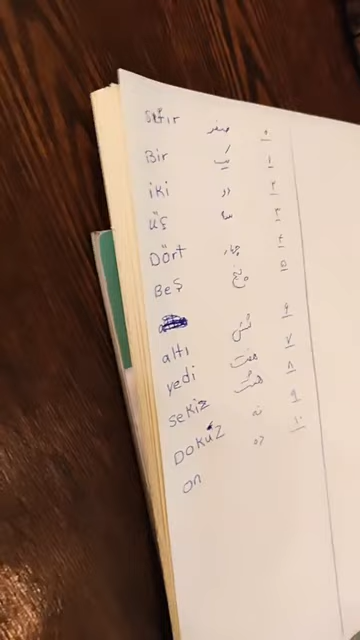 Sıfır صفر ۰
Bir یک ۱
iki دو ۲
üş سه ۳
Dört چهار ۴
Beş پنج ۵
altı شش ۶
yedi هفت ۷
sekiz هشت ۸
Dokuz نه ۹
on ده ۱۰